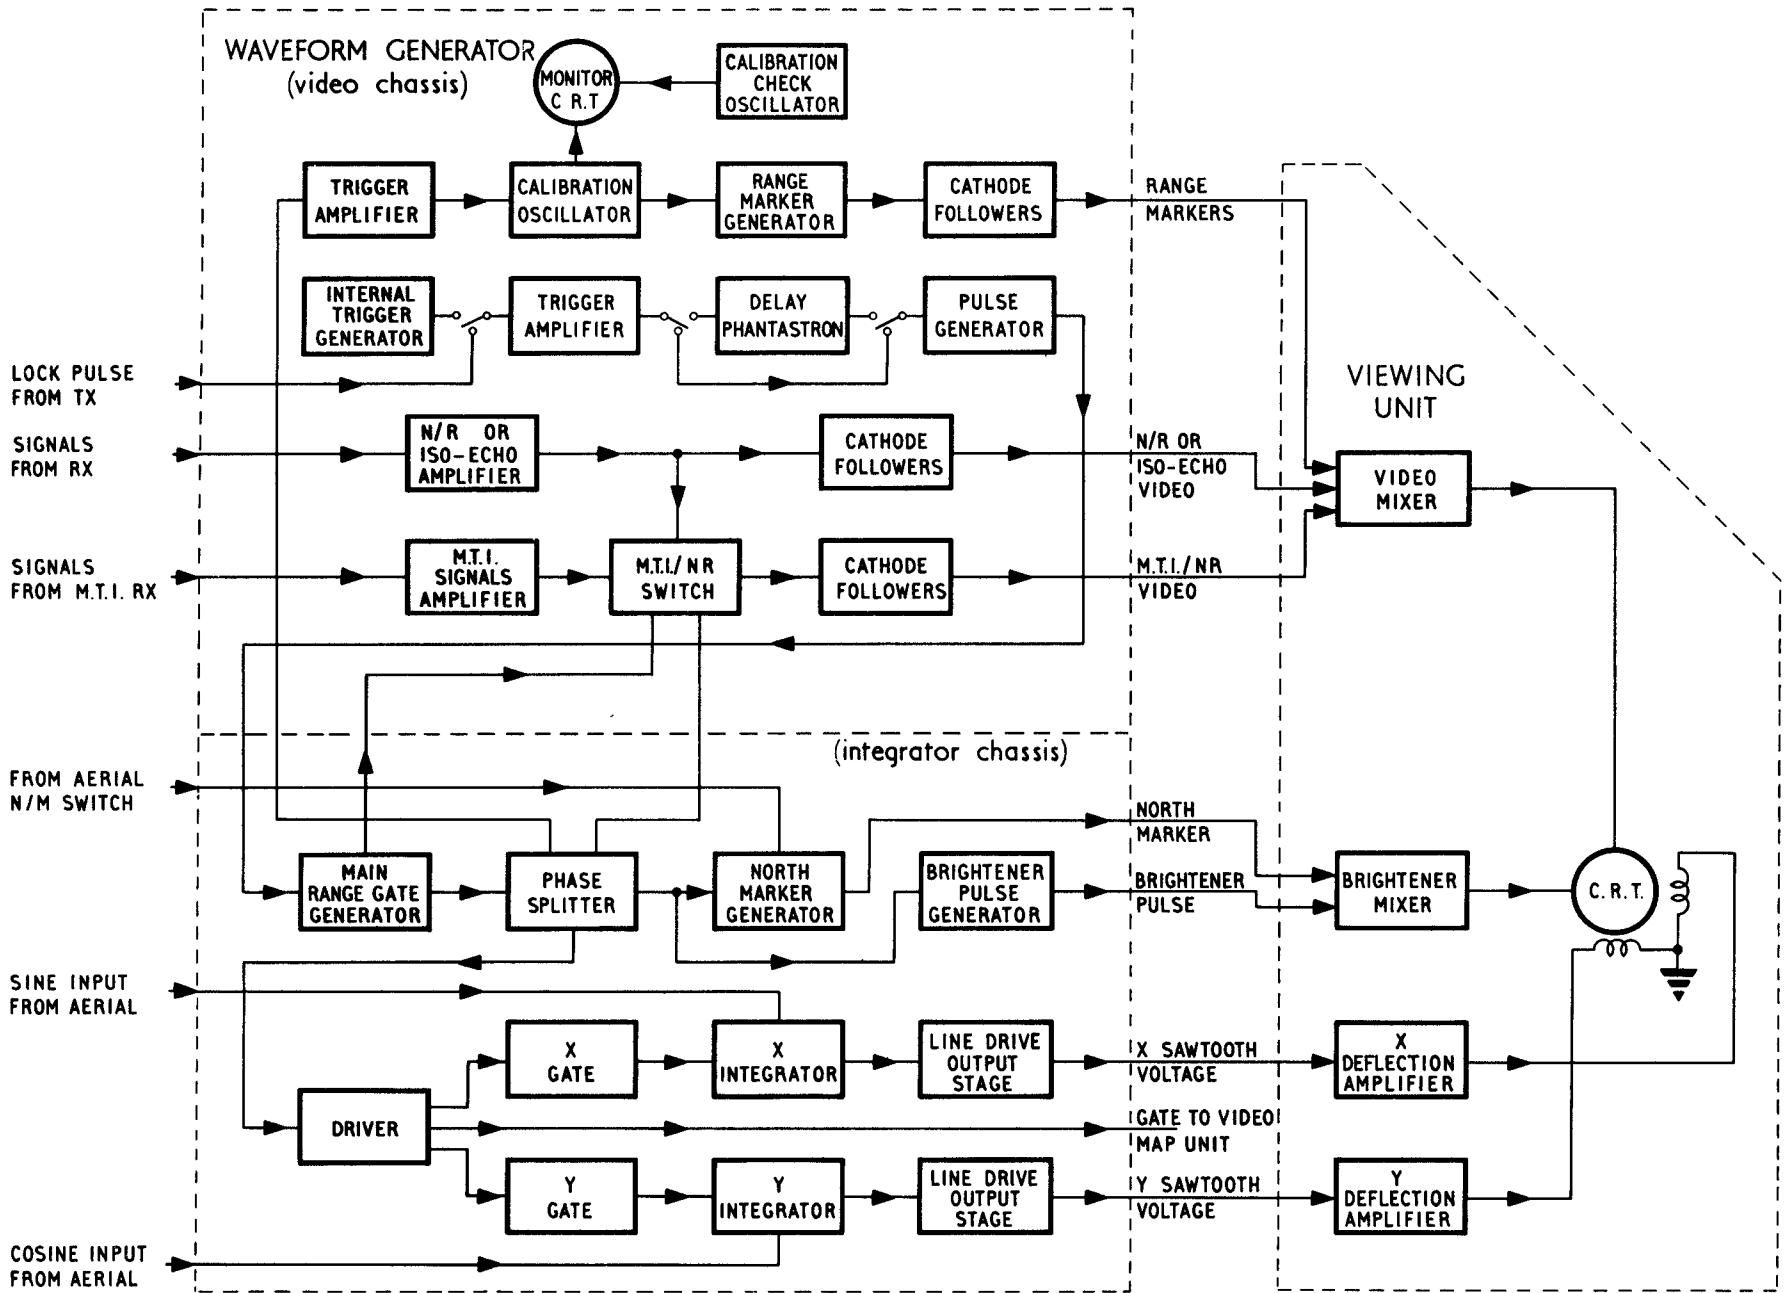 WAVEFORM GENERATOR
(video chassis)
MONITOR
C R.T
CALIBRATION
CHECK
OSCILLATOR
TRIGGER
AMPLIFIER
CALIBRATION
OSCILLATOR
RANGE
MARKER
GENERATOR
CATHODE
FOLLOWERS
RANGE
MARKERS
INTERNAL
TRIGGER
GENERATOR
TRIGGER
AMPLIFIER
DELAY
PHANTASTRON
PULSE
GENERATOR
LOCK PULSE
FROM TX
VIEWING
UNIT
SIGNALS
FROM RX
N/R OR
ISO-ECHO
AMPLIFIER
CATHODE
FOLLOWERS
N/R OR
ISO-ECHO
VIDEO
VIDEO
MIXER
SIGNALS
FROM M.T.I. RX
M.T.I.
SIGNALS
AMPLIFIER
M.T.I./ NR
SWITCH
CATHODE
FOLLOWERS
M.T.I./NR
VIDEO
(integrator chassis)
FROM AERIAL
N/M SWITCH
NORTH
MARKER
MAIN
RANGE GATE
GENERATOR
PHASE
SPLITTER
NORTH
MARKER
GENERATOR
BRIGHTENER
PULSE
GENERATOR
BRIGHTENER
PULSE
BRIGHTENER
MIXER
C.R.T.
SINE INPUT
FROM AERIAL
X
GATE
X
INTEGRATOR
LINE DRIVE
OUTPUT
STAGE
X SAWTOOTH
VOLTAGE
X
DEFLECTION
AMPLIFIER
DRIVER
GATE TO VIDEO
MAP UNIT
Y
GATE
Y
INTEGRATOR
LINE DRIVE
OUTPUT
STAGE
Y SAWTOOTH
VOLTAGE
Y
DEFLECTION
AMPLIFIER
COSINE INPUT
FROM AERIAL